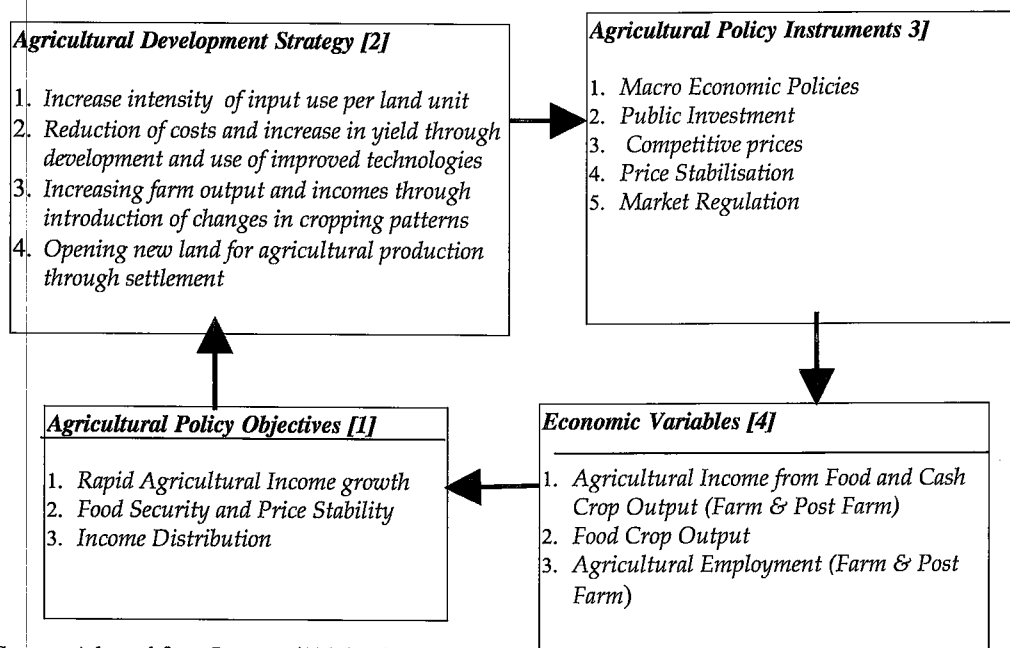 Agricultural Development Strategy [2]
1. Increase intensity of input use per land unit
2. Reduction of costs and increase in yield through
development and use of improved technologies
3. Increasing farm output and incomes through
introduction of changes in cropping patterns
4. Opening new land for agricultural production
through settlement
Agricultural Policy Instruments 3]
1. Macro Economic Policies
2. Public Investment
3. Competitive prices
4. Price Stabilisation
5. Market Regulation
Agricultural Policy Objectives [1]
1. Rapid Agricultural Income growth
2. Food Security and Price Stability
3. Income Distribution
Economic Variables [4]
1. Agricultural Income from Food and Cash
Crop Output (Farm & Post Farm)
2. Food Crop Output
3. Agricultural Employment (Farm & Post
Farm)